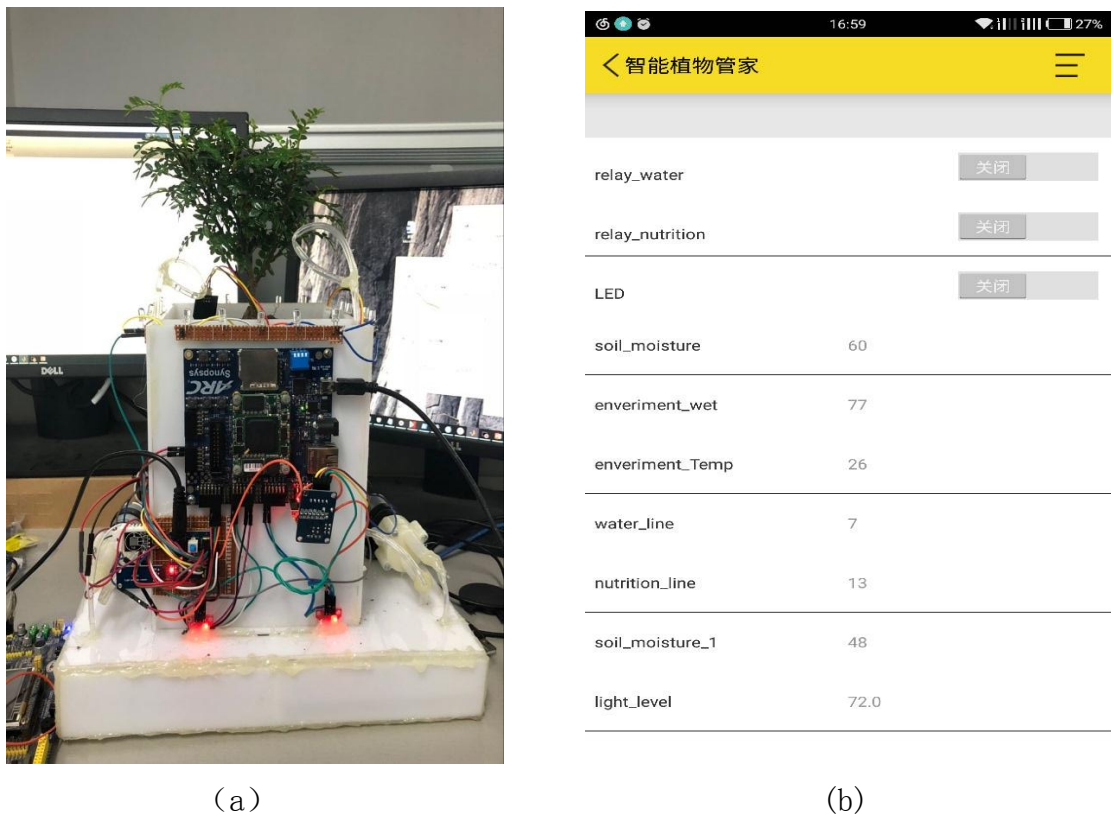 DELL
Synopsys
ARC
16:59
27%
智能植物管家
relay_water
关闭
relay_nutrition
关闭
LED
关闭
soil_moisture 60
enveriment_wet 77
enveriment_Temp 26
water_line 7
nutrition_line 13
soil_moisture_1 48
light_level 72.0
（a）
（b）